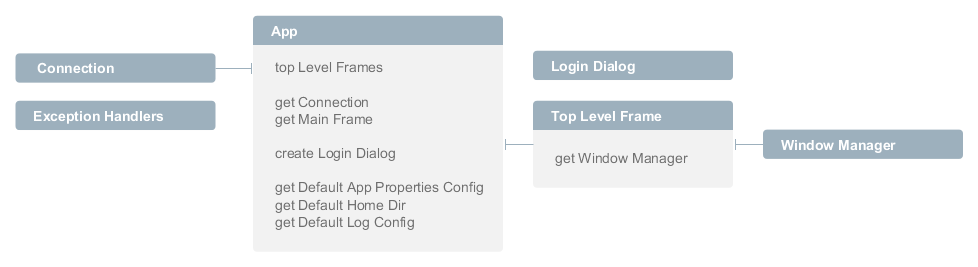 Connection
Exception Handlers
App
top Level Frames
get Connection
get Main Frame
create Login Dialog
get Default App Properties Config
get Default Home Dir
get Default Log Config
Login Dialog
Top Level Frame
get Window Manager
Window Manager